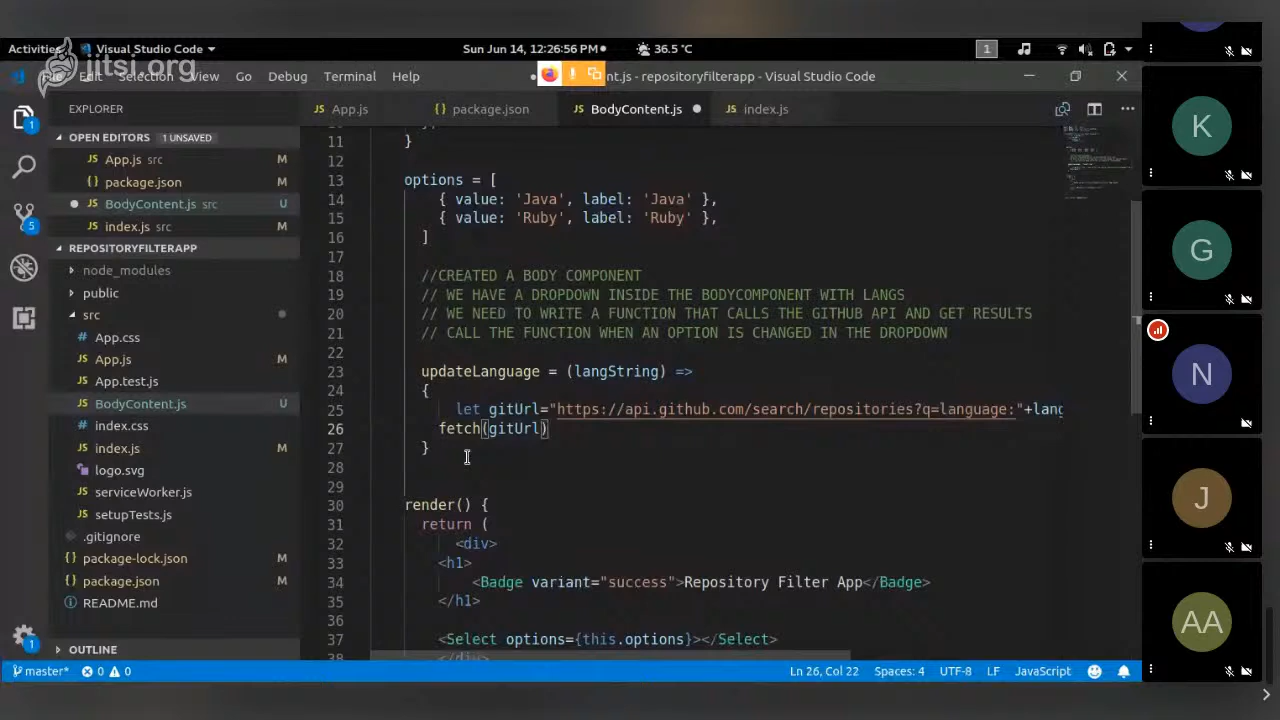 Activities Visual Studio Code Sun Jun 14, 12:26:56 PM 36.5 °C 1
jitsi.org
Edit Selection View Go Debug Terminal Help nt.js - repositoryfilterapp - Visual Studio Code
EXPLORER
App.js package.json BodyContent.js index.js
OPEN EDITORS 1 UNSAVED
App.js src M
package.json M
BodyContent.js src U
index.js src M
REPOSITORYFILTERAPP
node_modules
public
src
App.css
App.js M
App.test.js
BodyContent.js U
index.css
index.js M
logo.svg
serviceWorker.js M
setupTests.js
.gitignore
package-lock.json M
package.json M
README.md
OUTLINE
1
5
1
11 }
12
13 options = [
14 { value: 'Java', label: 'Java' },
15 { value: 'Ruby', label: 'Ruby' },
16 ]
17
18 //CREATED A BODY COMPONENT
19 // WE HAVE A DROPDOWN INSIDE THE BODYCOMPONENT WITH LANGS
20 // WE NEED TO WRITE A FUNCTION THAT CALLS THE GITHUB API AND GET RESULTS
21 // CALL THE FUNCTION WHEN AN OPTION IS CHANGED IN THE DROPDOWN
22
23 updateLanguage = (langString) =>
24 {
25 let gitUrl="https://api.github.com/search/repositories?q=language:"+lang
26 fetch(gitUrl)
27 }
28
29
30 render() {
31 return (
32 <div>
33 <h1>
34 <Badge variant="success">Repository Filter App</Badge>
35 </h1>
36
37 <Select options={this.options}></Select>
38 </div>
master* 0 0 Ln 26, Col 22 Spaces: 4 UTF-8 LF JavaScript
K
G
N
J
AA